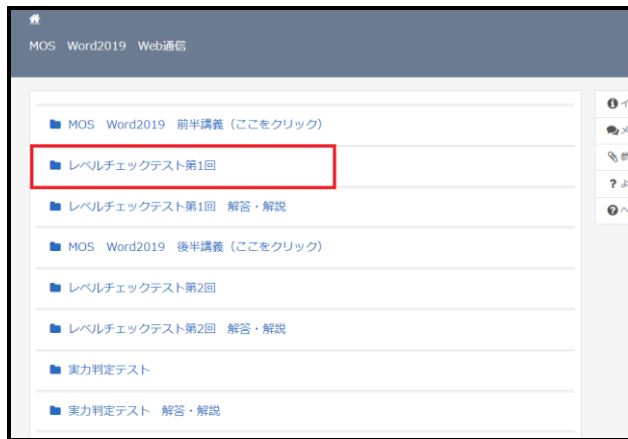 MOS　Word2019　Web通信
MOS　Word2019　前半講義（ここをクリック）
レベルチェックテスト第1回
レベルチェックテスト第1回　解答・解説
MOS　Word2019　後半講義（ここをクリック）
レベルチェックテスト第2回
レベルチェックテスト第2回　解答・解説
実力判定テスト
実力判定テスト　解答・解説
イ
メ
よ
ヘ